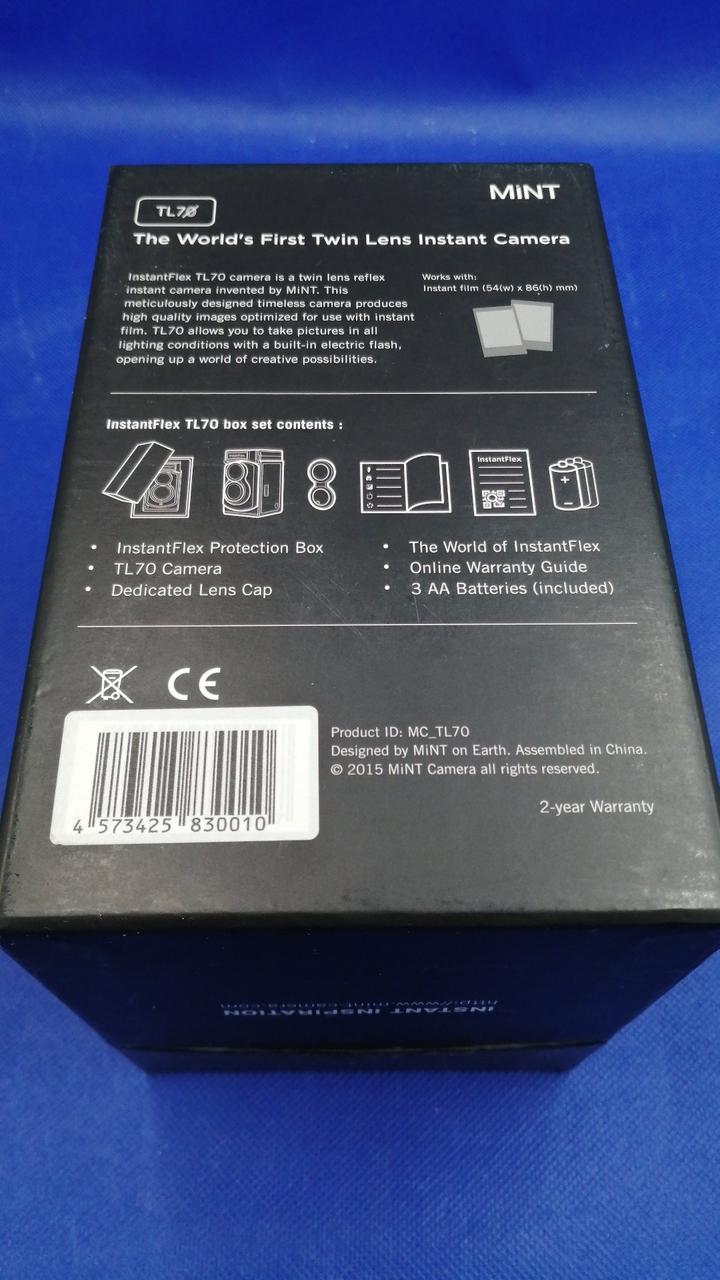 MiNT
TL70
The World's First Twin Lens Instant Camera
InstantFlex TL70 camera is a twin lens reflex
instant camera invented by MiNT. This
meticulously designed timeless camera produces
high quality images optimized for use with instant
film. TL70 allows you to take pictures in all
lighting conditions with a built-in electric flash,
opening up a world of creative possibilities.
Works with:
Instant film (54(w) x 86(h) mm)
InstantFlex TL70 box set contents :
InstantFlex
• InstantFlex Protection Box
• TL70 Camera
• Dedicated Lens Cap
• The World of InstantFlex
• Online Warranty Guide
• 3 AA Batteries (included)
CE
4 573425 830010
Product ID: MC_TL70
Designed by MiNT on Earth. Assembled in China.
© 2015 MiNT Camera all rights reserved.
2-year Warranty
http://www.mint-camera.com
INSTANT INSPIRATION